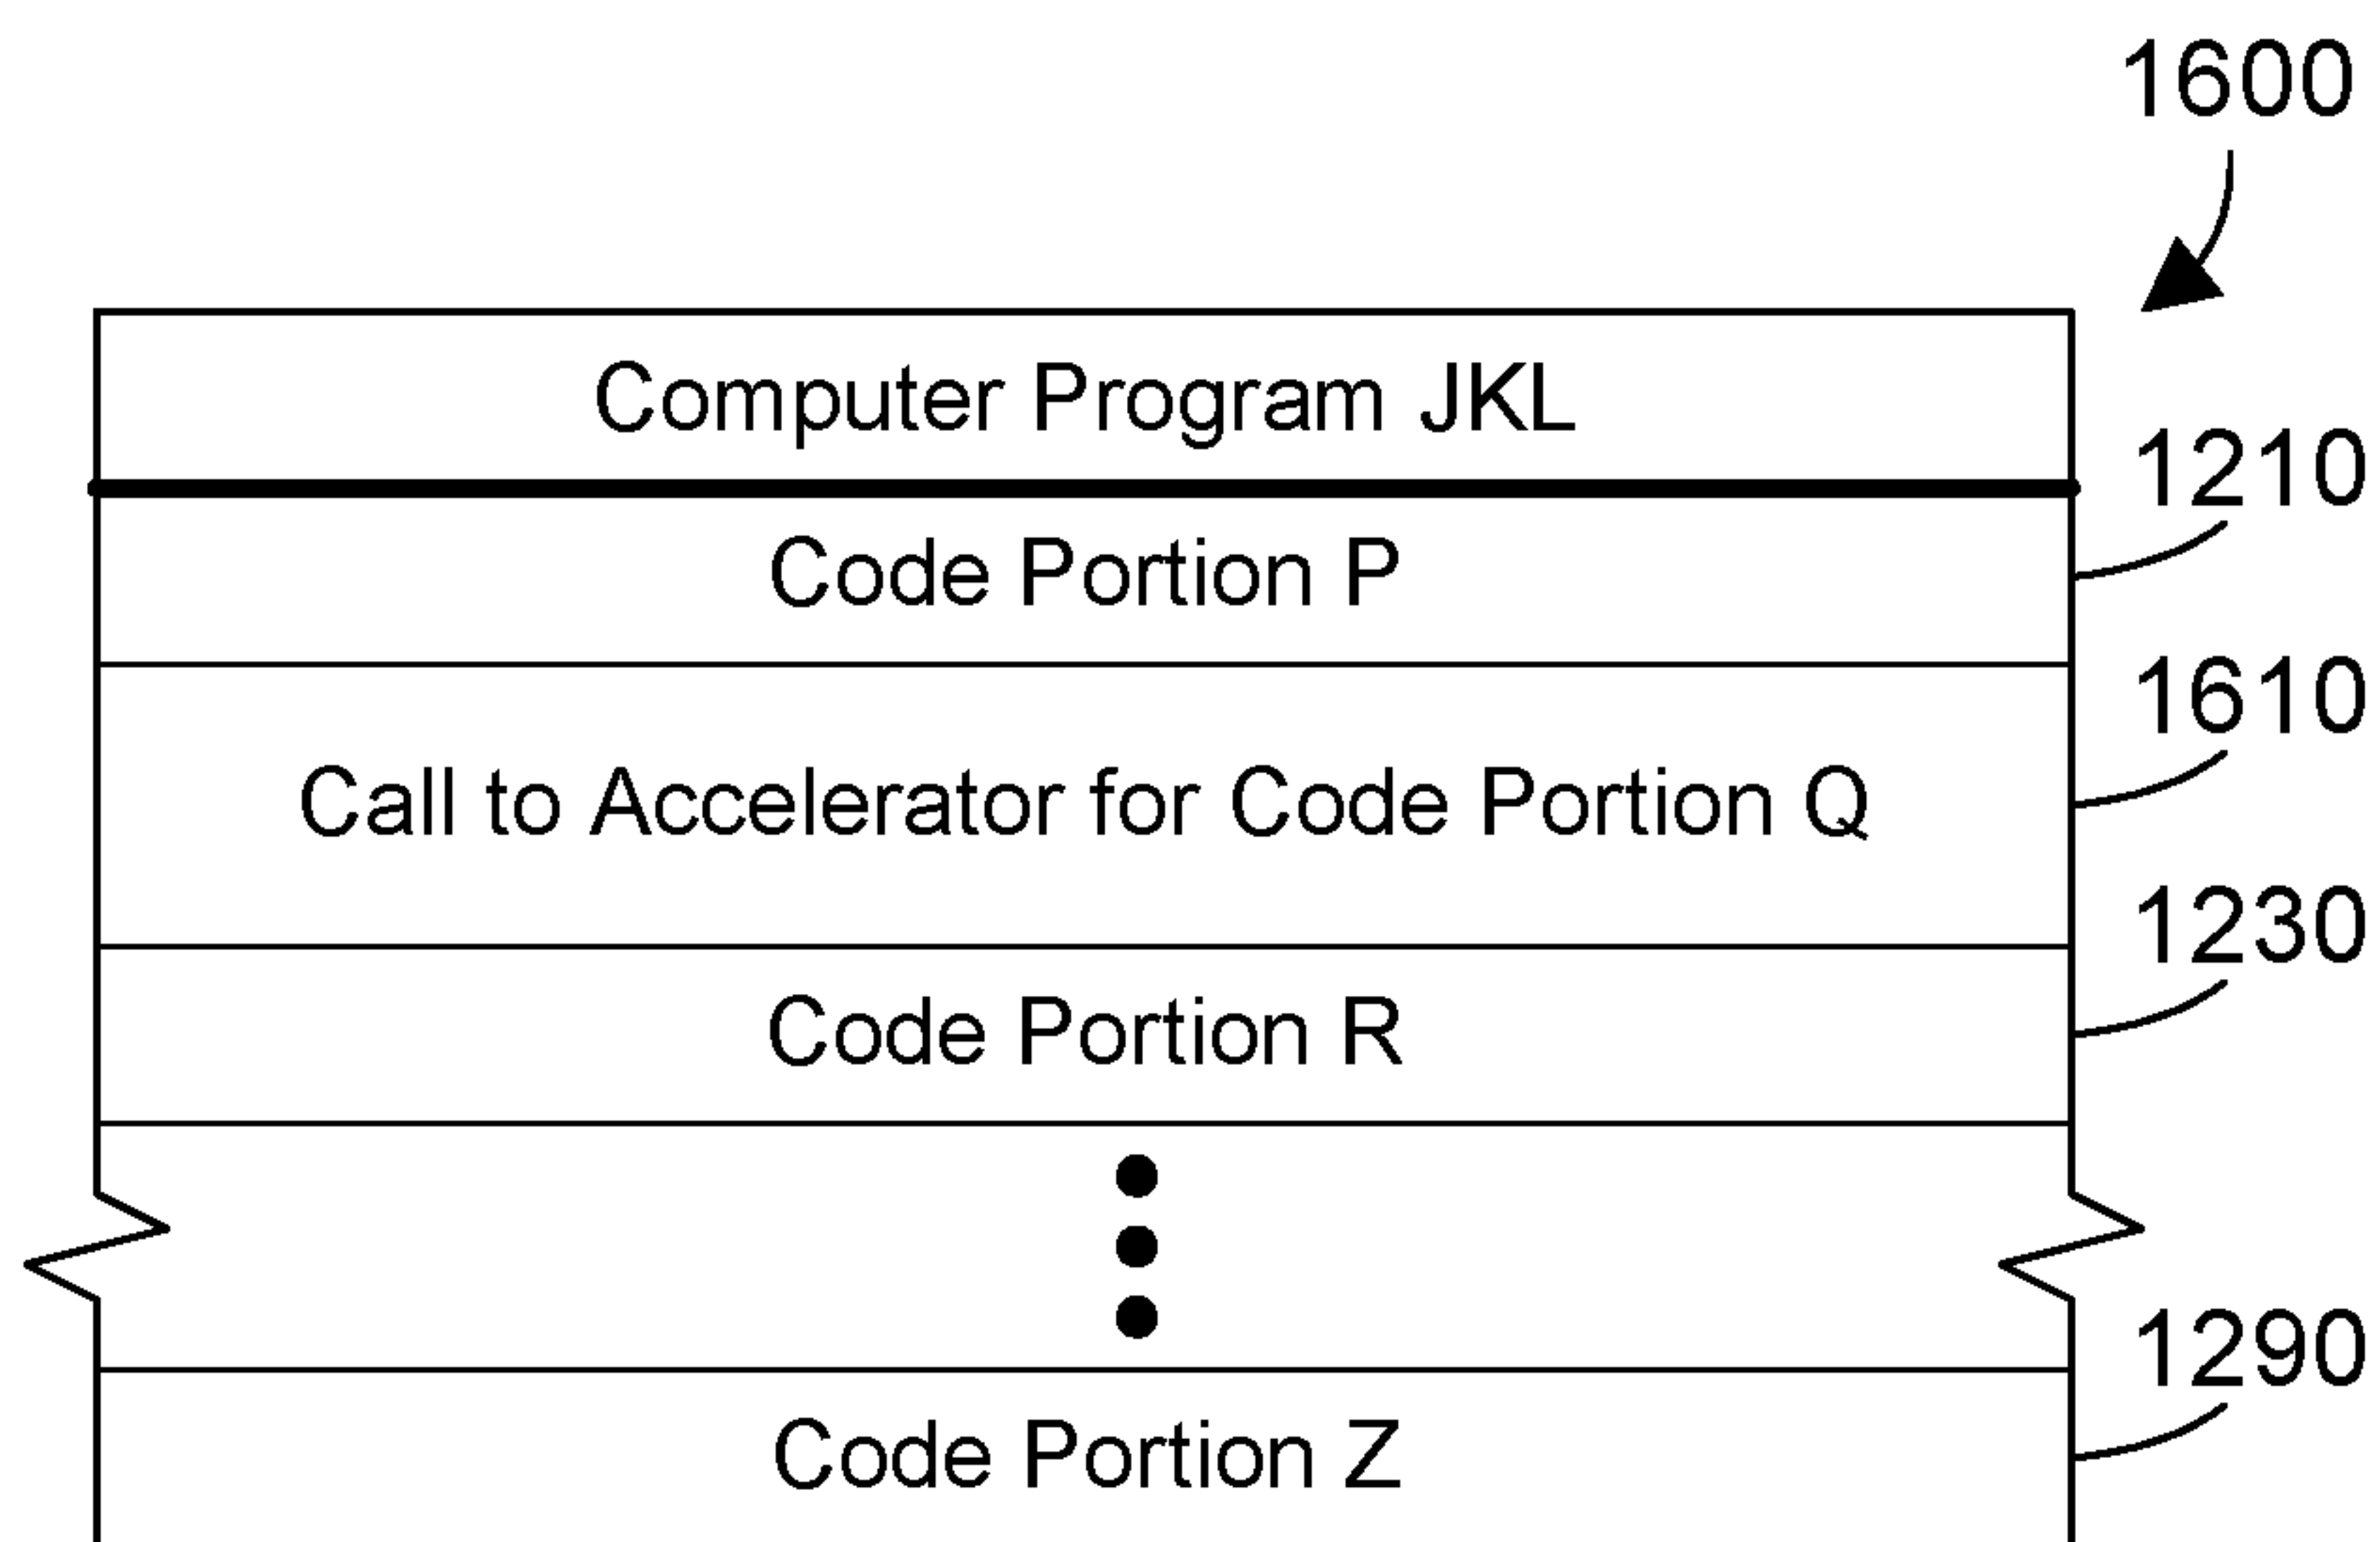 1600
Computer Program JKL
1210
Code Portion P
1610
Call to Accelerator for Code Portion Q
1230
Code Portion R
1290
Code Portion Z